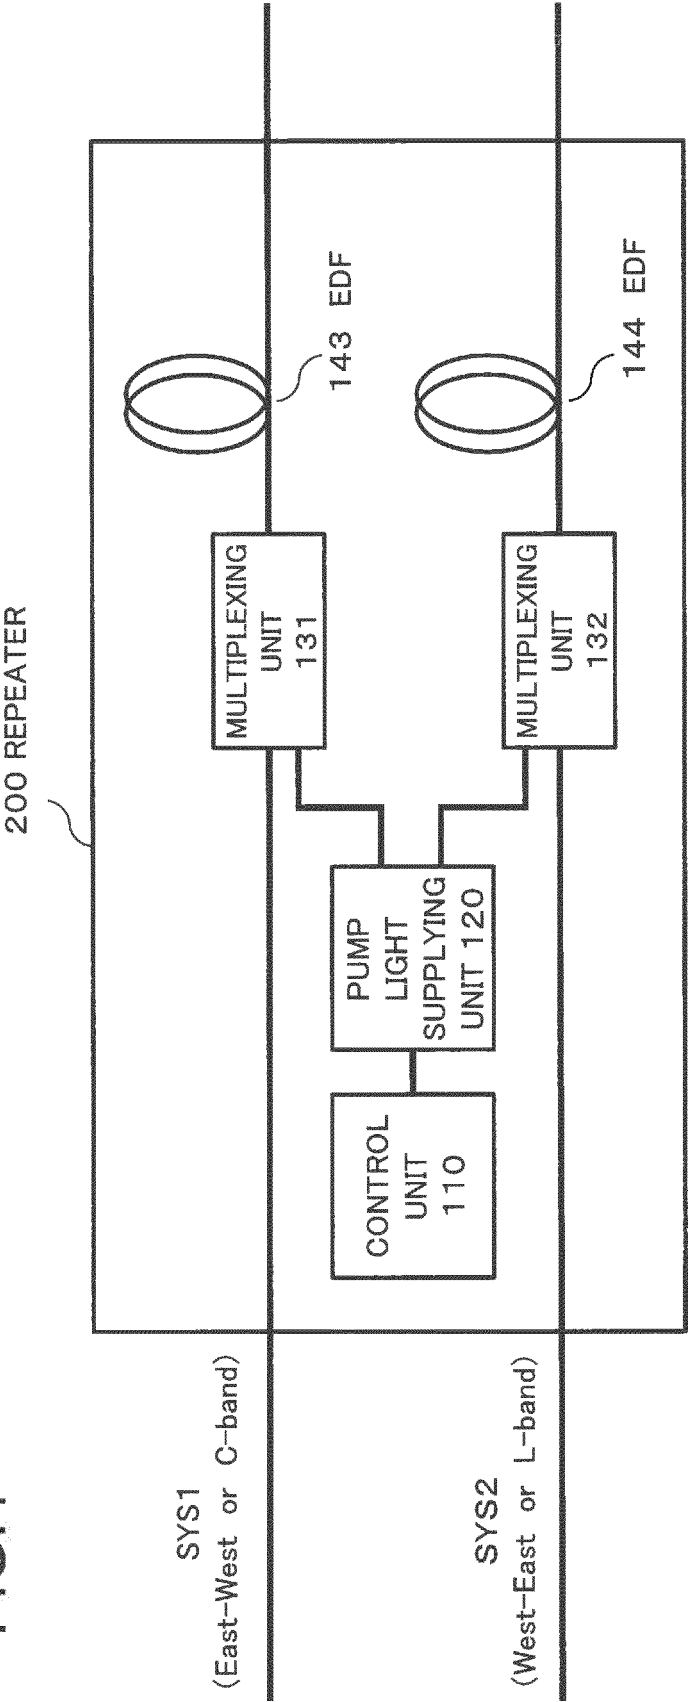 200 REPEATER
SYS1
(East-West or C-band)
MULTIPLEXING
UNIT
131
143 EDF
CONTROL
UNIT
110
PUMP
LIGHT
SUPPLYING
UNIT 120
SYS2
(West-East or L-band)
MULTIPLEXING
UNIT
132
144 EDF